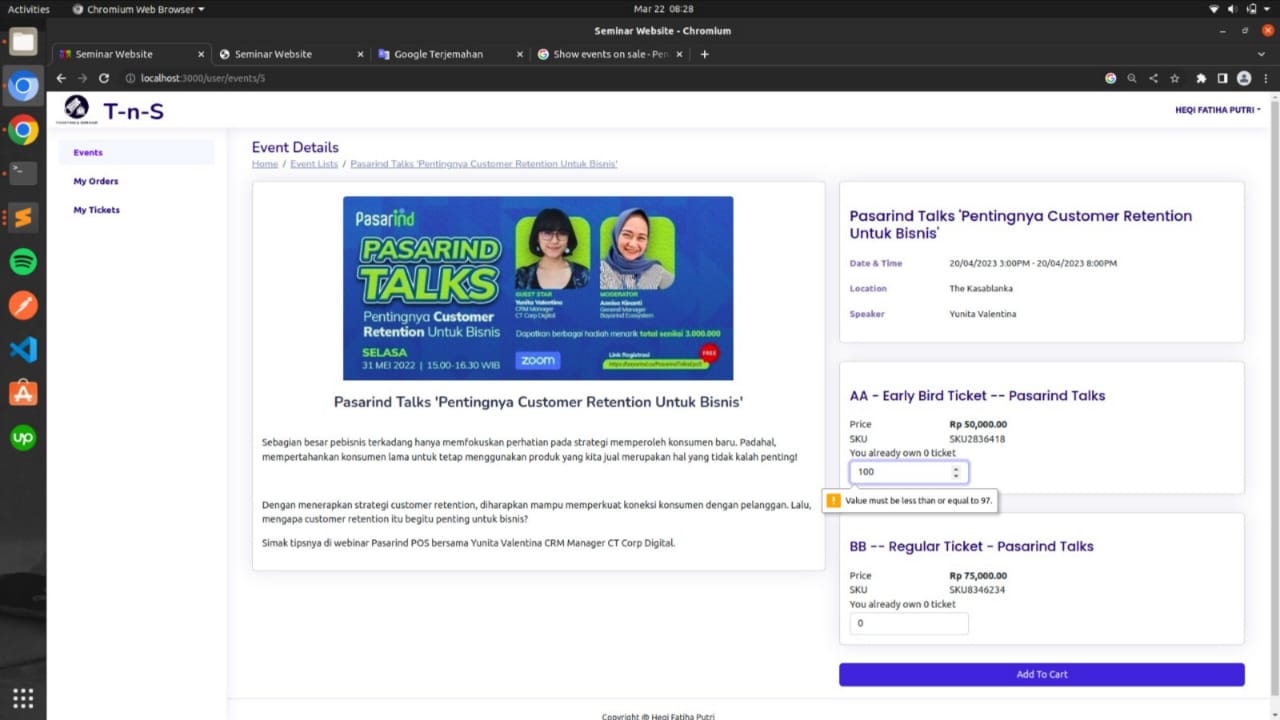 Activities
Chromium Web Browser
Mar 22 08:28
Seminar Website - Chromium
Seminar Website
Seminar Website
Google Terjemahan
Show events on sale - Pen
localhost:3000/user/events/5
T-n-S
HEQI FATIHA PUTRI
Events
My Orders
My Tickets
Event Details
Home / Event Lists / Pasarind Talks 'Pentingnya Customer Retention Untuk Bisnis'
Pasarind
PASARIND
TALKS
Pentingnya Customer
Retention Untuk Bisnis
SELASA
31 MEI 2022 | 15.00-16.30 WIB
GUEST STAR
Yunita Valentina
CRM Manager
CT Corp Digital
MODERATOR
Annisa Kinanti
General Manager
Dapatkan berbagai hadiah menarik total senilai 3.000.000
zoom
Link Registrasi
FREE
Pasarind Talks 'Pentingnya Customer Retention Untuk Bisnis'
Sebagian besar pebisnis terkadang hanya memfokuskan perhatian pada strategi memperoleh konsumen baru. Padahal,
mempertahankan konsumen lama untuk tetap menggunakan produk yang kita jual merupakan hal yang tidak kalah penting!
Dengan menerapkan strategi customer retention, diharapkan mampu memperkuat koneksi konsumen dengan pelanggan. Lalu,
mengapa customer retention itu begitu penting untuk bisnis?
Simak tipsnya di webinar Pasarind POS bersama Yunita Valentina CRM Manager CT Corp Digital.
Pasarind Talks 'Pentingnya Customer Retention
Untuk Bisnis'
Date & Time 20/04/2023 3:00PM - 20/04/2023 8:00PM
Location The Kasablanka
Speaker Yunita Valentina
AA - Early Bird Ticket -- Pasarind Talks
Price Rp 50,000.00
SKU SKU2836418
You already own 0 ticket
100
Value must be less than or equal to 97.
BB -- Regular Ticket - Pasarind Talks
Price Rp 75,000.00
SKU SKU8346234
You already own 0 ticket
0
Add To Cart
Copyright @ Heqi Fatiha Putri